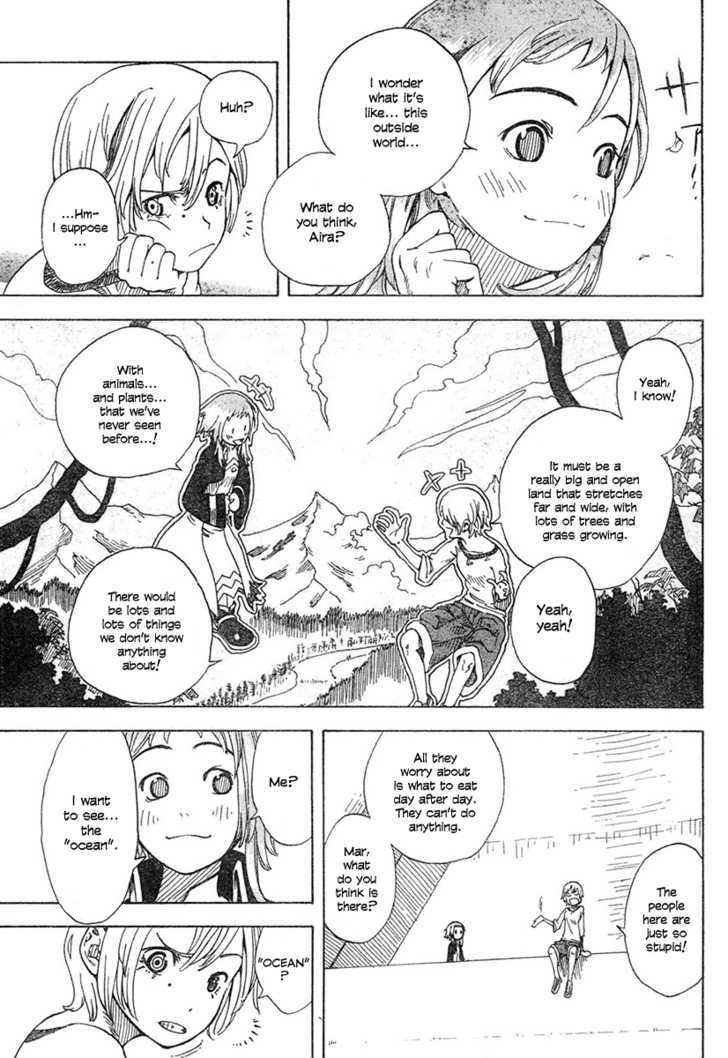 I wonder
what it's
like... this
outside
world...
What do
you think,
Aira?
Huh?
...Hm-
I suppose
...
Yeah,
I know!
It must be a
really big and open
land that stretches
far and wide, with
lots of trees and
grass growing.
Yeah,
yeah!
With
animals...
and plants...
that we've
never seen
before...!
There would
be lots and
lots of things
we don't know
anything
about!
The
people
here are
just so
stupid!
All they
worry about
is what to eat
day after day.
They can't do
anything.
Mar,
what
do you
think is
there?
Me?
I want
to see...
the
"ocean".
"OCEAN"
?